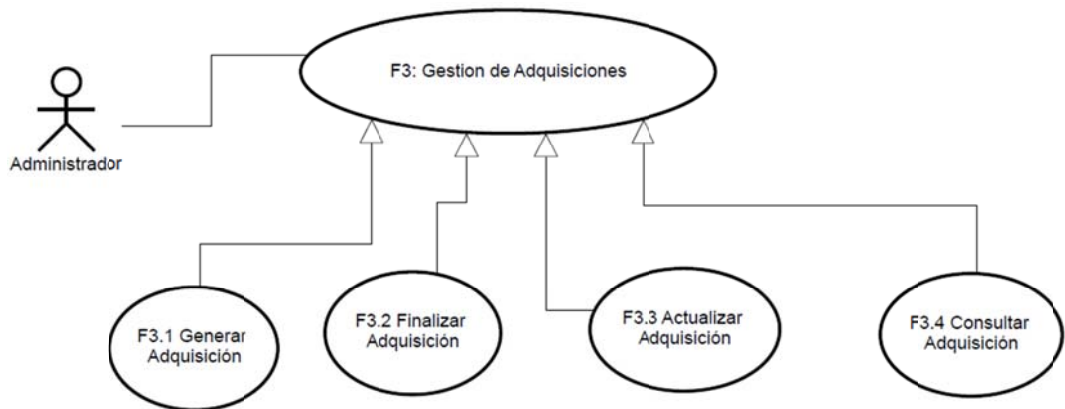 F3: Gestion de Adquisiciones
Administrador
F3.1 Generar
Adquisición
F3.2 Finalizar
Adquisición
F3.3 Actualizar
Adquisición
F3.4 Consultar
Adquisición